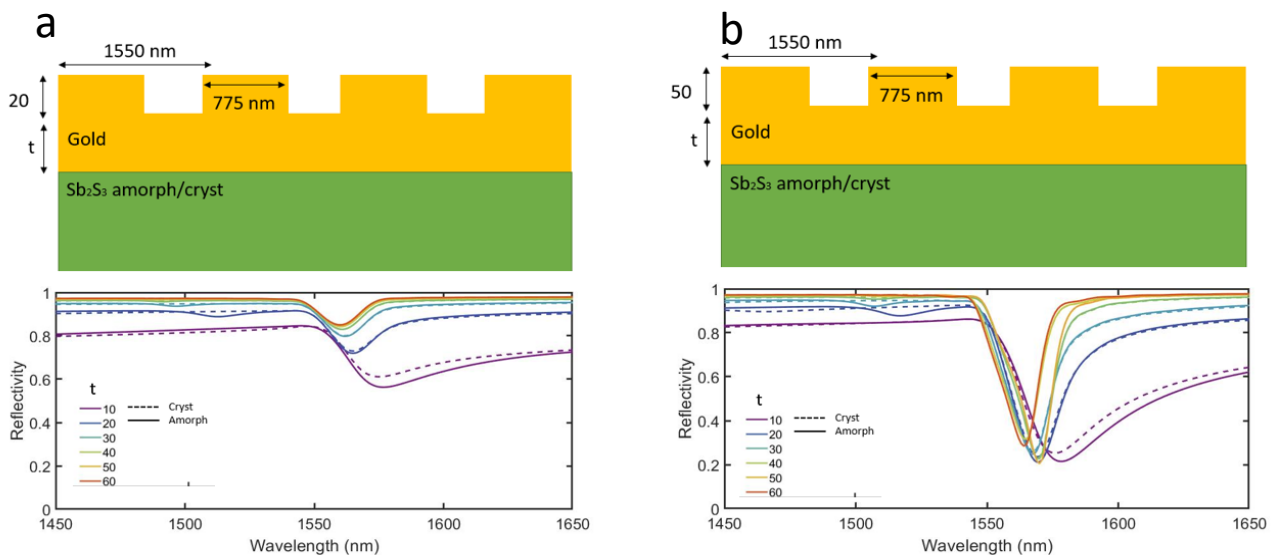 a
1550 nm
20
775 nm
t
Gold
Sb2S3 amorph/cryst
1
0.8
0.6
0.4
0.2
0
Reflectivity
t
10
20
30
40
50
60
Cryst
Amorph
1450
1500
1550
1600
1650
Wavelength (nm)
b
1550 nm
50
775 nm
t
Gold
Sb2S3 amorph/cryst
1
0.8
0.6
0.4
0.2
0
Reflectivity
t
10
20
30
40
50
60
Cryst
Amorph
1450
1500
1550
1600
1650
Wavelength (nm)